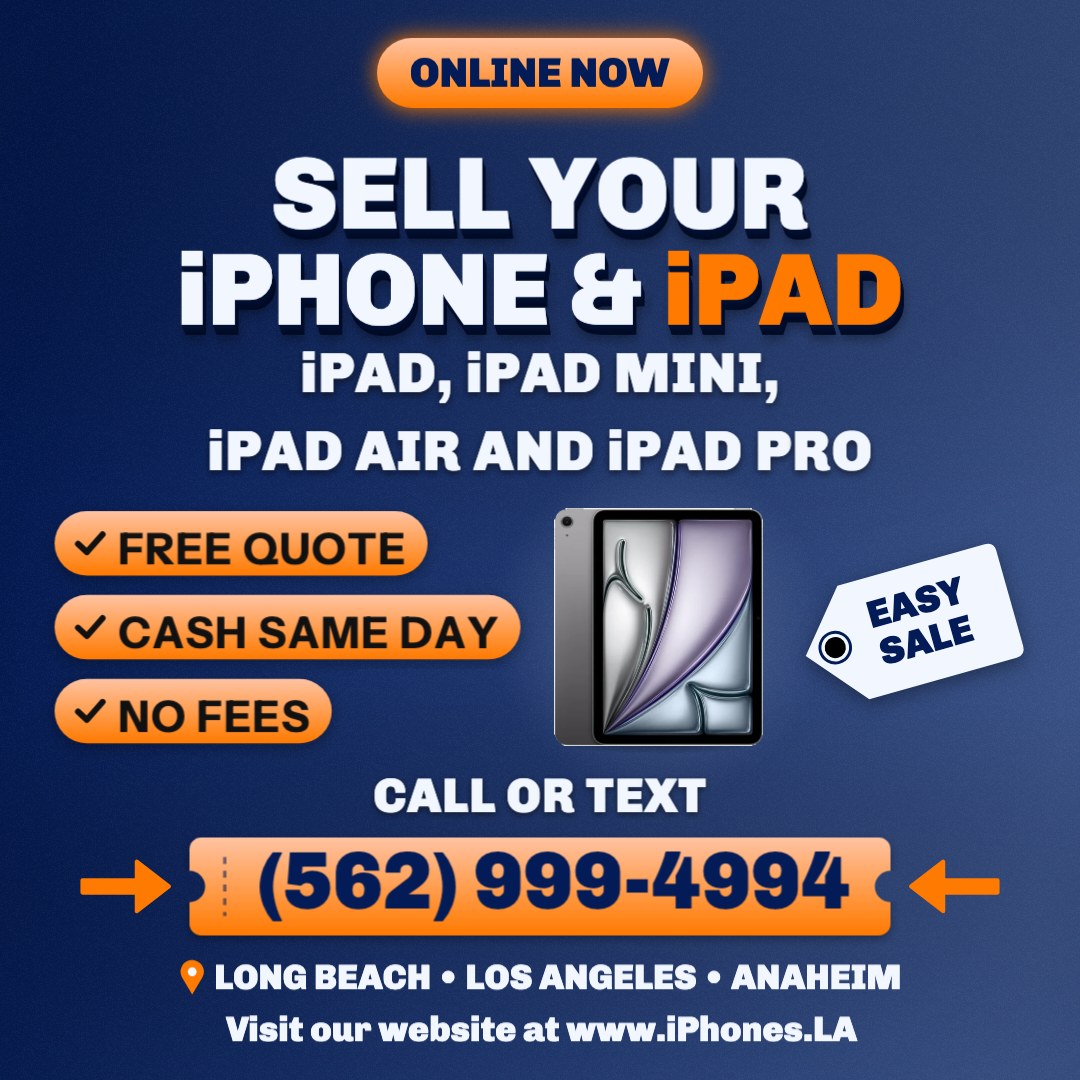 ONLINE NOW
SELL YOUR
iPHONE & iPAD
iPAD, iPAD MINI,
iPAD AIR AND iPAD PRO
✓ FREE QUOTE
✓ CASH SAME DAY
✓ NO FEES
EASY
SALE
CALL OR TEXT
(562) 999-4994
LONG BEACH • LOS ANGELES • ANAHEIM
Visit our website at www.iPhones.LA